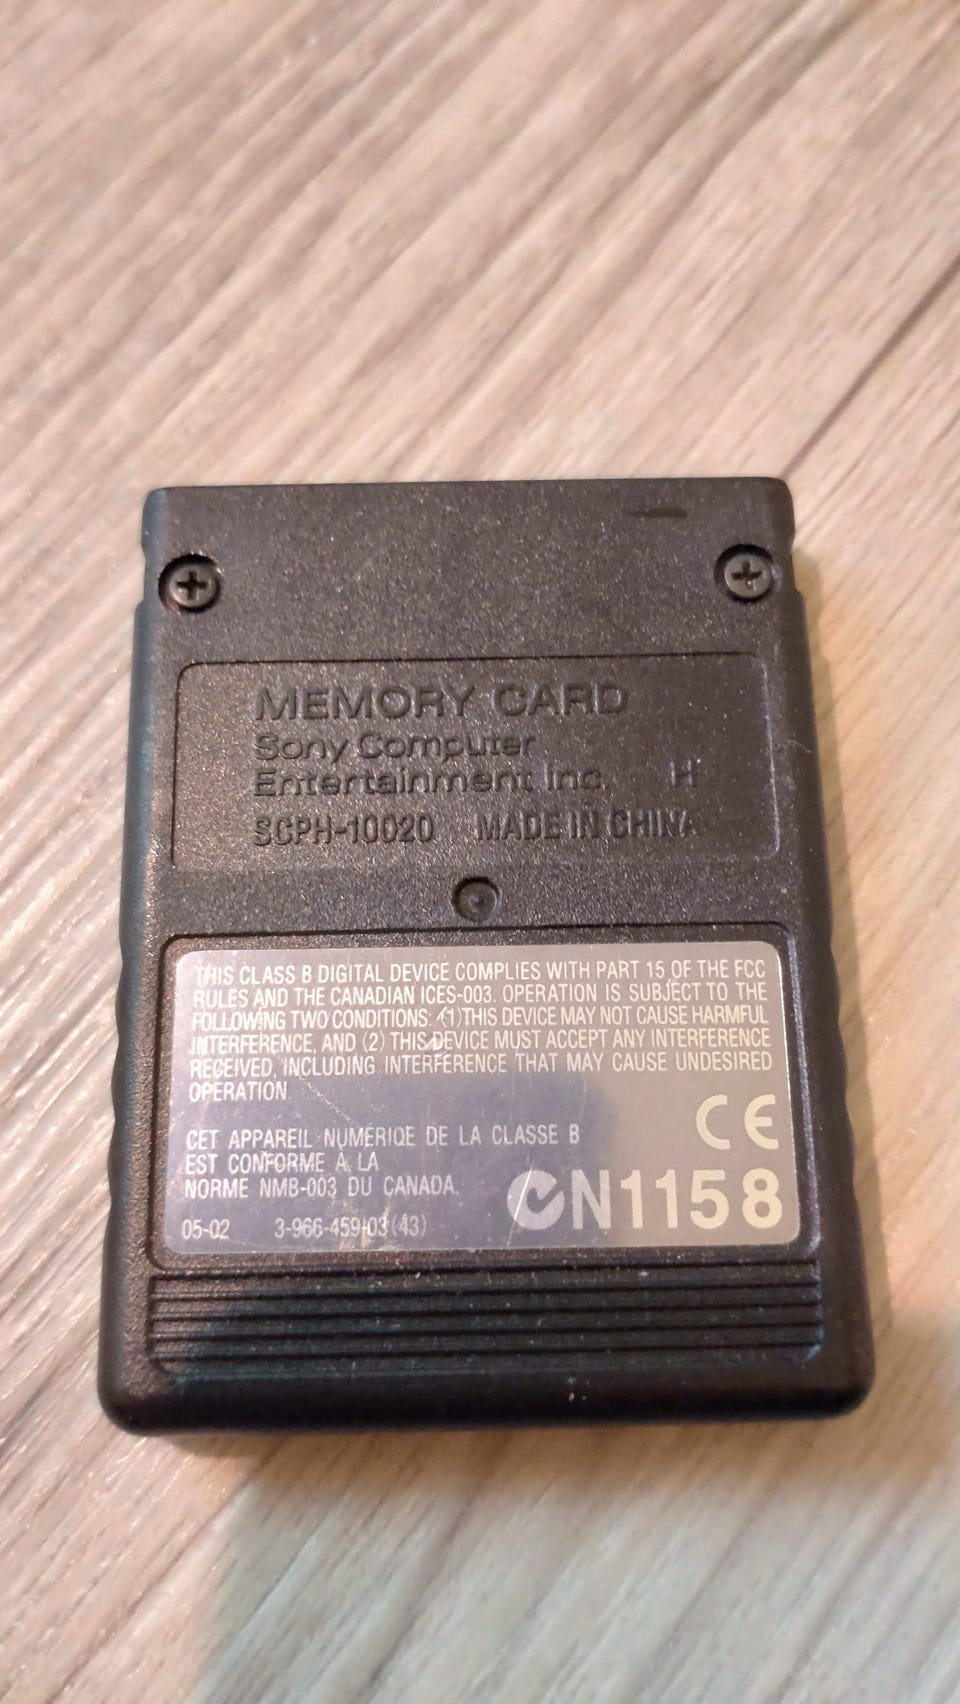 MEMORY CARD
Sony Computer
Entertainment Inc. H
SCPH-10020 MADE IN CHINA
THIS CLASS B DIGITAL DEVICE COMPLIES WITH PART 15 OF THE FCC
RULES AND THE CANADIAN ICES-003. OPERATION IS SUBJECT TO THE
FOLLOWING TWO CONDITIONS: (1)THIS DEVICE MAY NOT CAUSE HARMFUL
INTERFERENCE, AND (2) THIS DEVICE MUST ACCEPT ANY INTERFERENCE
RECEIVED, INCLUDING INTERFERENCE THAT MAY CAUSE UNDESIRED
OPERATION
CET APPAREIL NUMÉRIQE DE LA CLASSE B
EST CONFORME A LA
NORME NMB-003 DU CANADA.
CE
N1158
05-02 3-966-459-03(43)